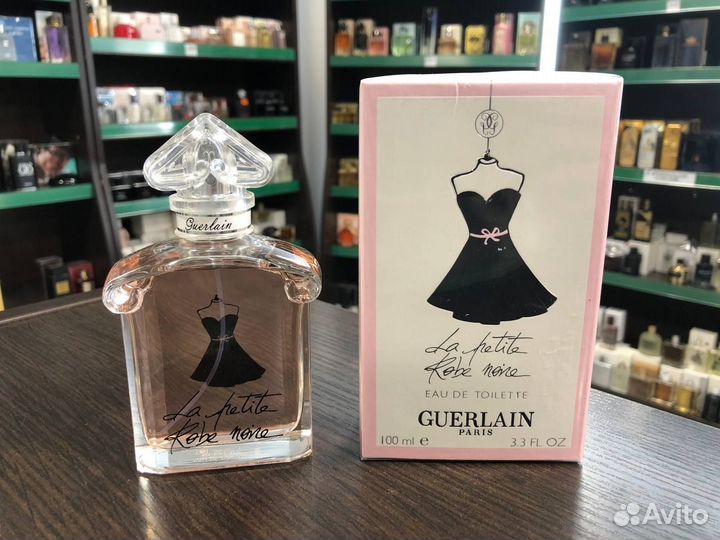 Guerlain
La petite
Robe noire
La petite
Robe noire
EAU DE TOILETTE
GUERLAIN
PARIS
100 ml e
3.3 FL OZ
Avito